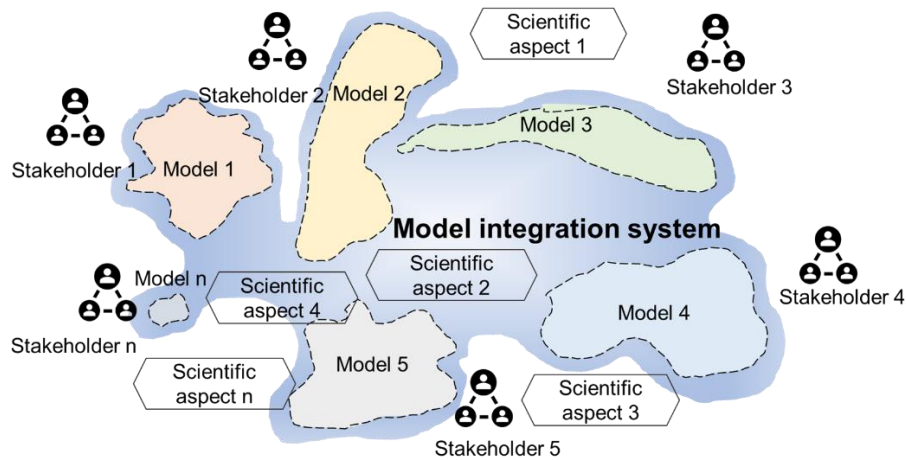 Scientific
aspect 1
Stakeholder 3
Stakeholder 2
Model 2
Model 3
Stakeholder 1
Model 1
Model integration system
Scientific
aspect 2
Model n
Scientific
aspect 4
Stakeholder 4
Model 4
Stakeholder n
Model 5
Scientific
aspect n
Scientific
aspect 3
Stakeholder 5